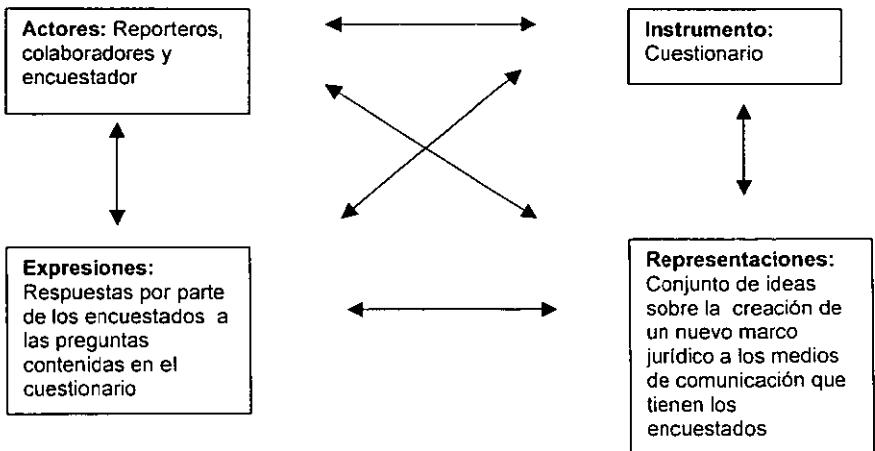 Actores: Reporteros,
colaboradores y
encuestador
Instrumento:
Cuestionario
Expresiones:
Respuestas por parte
de los encuestados a
las preguntas
contenidas en el
cuestionario
Representaciones:
Conjunto de ideas
sobre la creación de
un nuevo marco
jurídico a los medios
de comunicación que
tienen los
encuestados